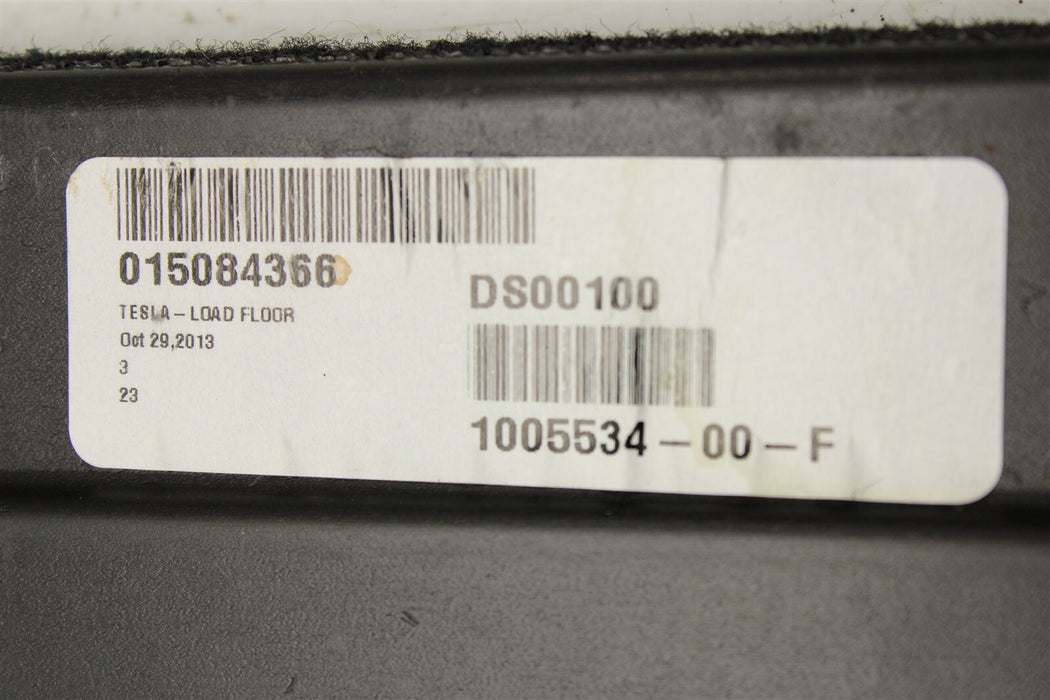 015084366
TESLA-LOAD FLOOR
Oct 29,2013
3
23
DS00100
1005534-00-F